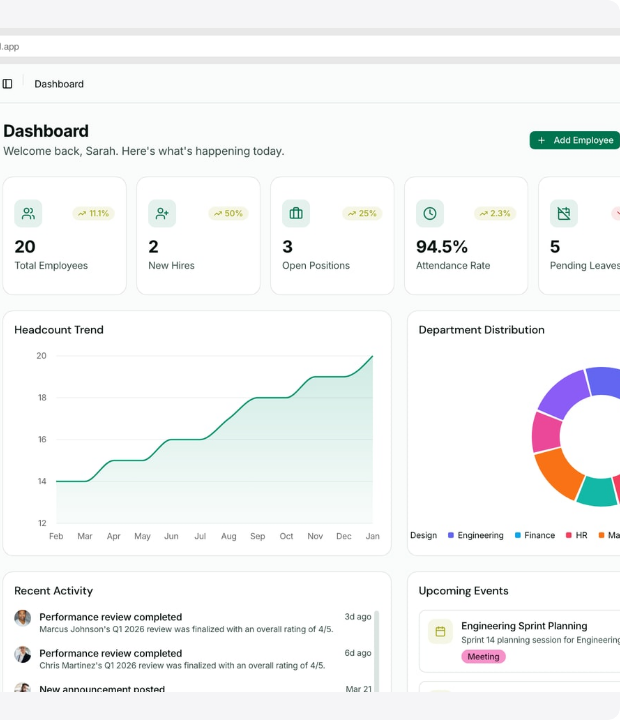 l.app
Dashboard
Dashboard
Welcome back, Sarah. Here's what's happening today.
+ Add Employee
11.1%
20
Total Employees
50%
2
New Hires
25%
3
Open Positions
2.3%
94.5%
Attendance Rate
5
Pending Leaves
Headcount Trend
20
18
16
14
12
Feb Mar Apr May Jun Jul Aug Sep Oct Nov Dec Jan
Department Distribution
Design Engineering Finance HR Ma
Recent Activity
Performance review completed 3d ago
Marcus Johnson's Q1 2026 review was finalized with an overall rating of 4/5.
Performance review completed 6d ago
Chris Martinez's Q1 2026 review was finalized with an overall rating of 4/5.
New announcement posted Mar 21
Upcoming Events
Engineering Sprint Planning
Sprint 14 planning session for Engineering
Meeting